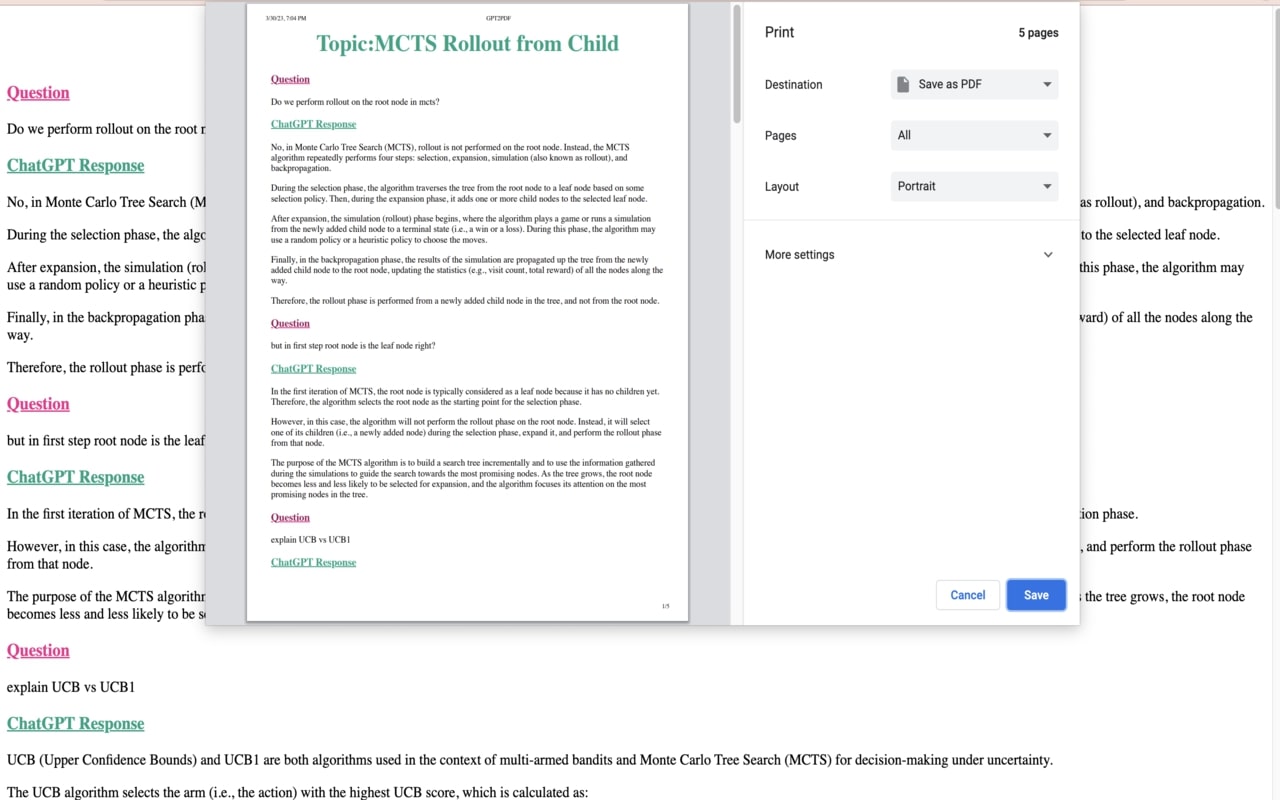 3/30/23, 7:04 PM
GPT2PDF
Topic:MCTS Rollout from Child
Question
Do we perform rollout on the root node in mcts?
ChatGPT Response
No, in Monte Carlo Tree Search (MCTS), rollout is not performed on the root node. Instead, the MCTS
algorithm repeatedly performs four steps: selection, expansion, simulation (also known as rollout), and
backpropagation.
During the selection phase, the algorithm traverses the tree from the root node to a leaf node based on some
selection policy. Then, during the expansion phase, it adds one or more child nodes to the selected leaf node.
After expansion, the simulation (rollout) phase begins, where the algorithm plays a game or runs a simulation
from the newly added child node to a terminal state (i.e., a win or a loss). During this phase, the algorithm may
use a random policy or a heuristic policy to choose the moves.
Finally, in the backpropagation phase, the results of the simulation are propagated up the tree from the newly
added child node to the root node, updating the statistics (e.g., visit count, total reward) of all the nodes along the
way.
Therefore, the rollout phase is performed from a newly added child node in the tree, and not from the root node.
Question
but in first step root node is the leaf node right?
ChatGPT Response
In the first iteration of MCTS, the root node is typically considered as a leaf node because it has no children yet.
Therefore, the algorithm selects the root node as the starting point for the selection phase.
However, in this case, the algorithm will not perform the rollout phase on the root node. Instead, it will select
one of its children (i.e., a newly added node) during the selection phase, expand it, and perform the rollout phase
from that node.
The purpose of the MCTS algorithm is to build a search tree incrementally and to use the information gathered
during the simulations to guide the search towards the most promising nodes. As the tree grows, the root node
becomes less and less likely to be selected for expansion, and the algorithm focuses its attention on the most
promising nodes in the tree.
Question
explain UCB vs UCB1
ChatGPT Response
1/5
Print
5 pages
Destination
Save as PDF
Pages
All
Layout
Portrait
More settings
Cancel
Save
Question
Do we perform rollout on the root
ChatGPT Response
No, in Monte Carlo Tree Search (M
as rollout), and backpropagation.
During the selection phase, the algo
to the selected leaf node.
After expansion, the simulation (rol
this phase, the algorithm may
use a random policy or a heuristic p
Finally, in the backpropagation pha
ward) of all the nodes along the
way.
Therefore, the rollout phase is perfo
Question
but in first step root node is the leaf
ChatGPT Response
In the first iteration of MCTS, the
ion phase.
However, in this case, the algorithm
, and perform the rollout phase
from that node.
The purpose of the MCTS algorithm
the tree grows, the root node
becomes less and less likely to be
Question
explain UCB vs UCB1
ChatGPT Response
UCB (Upper Confidence Bounds) and UCB1 are both algorithms used in the context of multi-armed bandits and Monte Carlo Tree Search (MCTS) for decision-making under uncertainty.
The UCB algorithm selects the arm (i.e., the action) with the highest UCB score, which is calculated as: